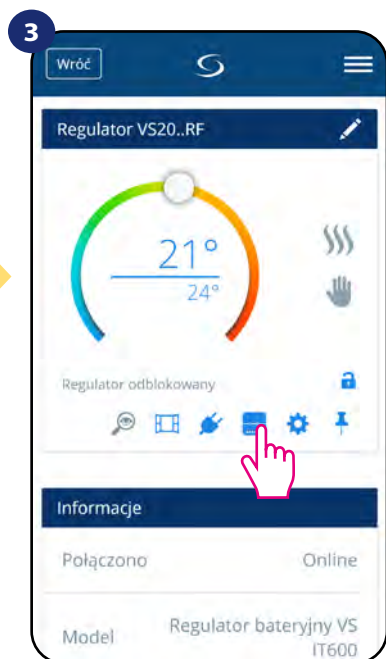 3
Wróć
Regulator VS20..RF
21°
24°
Regulator odblokowany
Informacje
Połączono Online
Model Regulator bateryjny VS
IT600